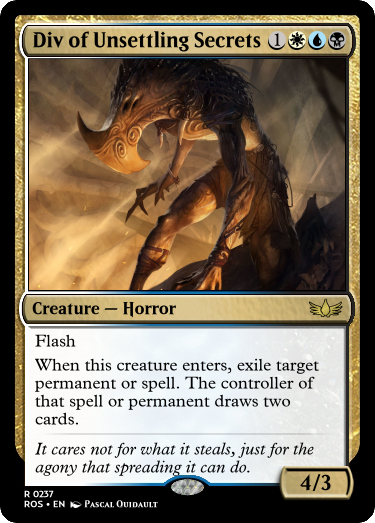 Div of Unsettling Secrets 1
Creature — Horror
Flash
When this creature enters, exile target
permanent or spell. The controller of
that spell or permanent draws two
cards.
It cares not for what it steals, just for the
agony that spreading it can do.
4/3
R 0237
ROS • EN Pascal Quidault